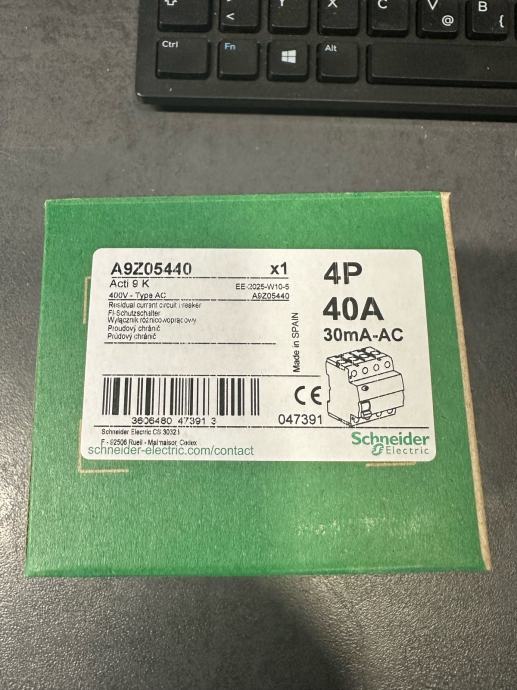 < Y X C V B
> @ {
Ctrl Fn Alt
A9Z05440 x1
Acti 9 K EE-2025-W10-5
400V - Type AC A9Z05440
Residual current circuit breaker
FI-Schutzschalter
Wyłącznik różnicowoprądowy
Proudový chránič
Prúdový chránič
Made in SPAIN
4P
40A
30mA-AC
3606480 47391 3
CE
047391
Schneider Electric CS 30321
F - 92506 Rueil - Malmaison Cedex
schneider-electric.com/contact
Schneider
Electric